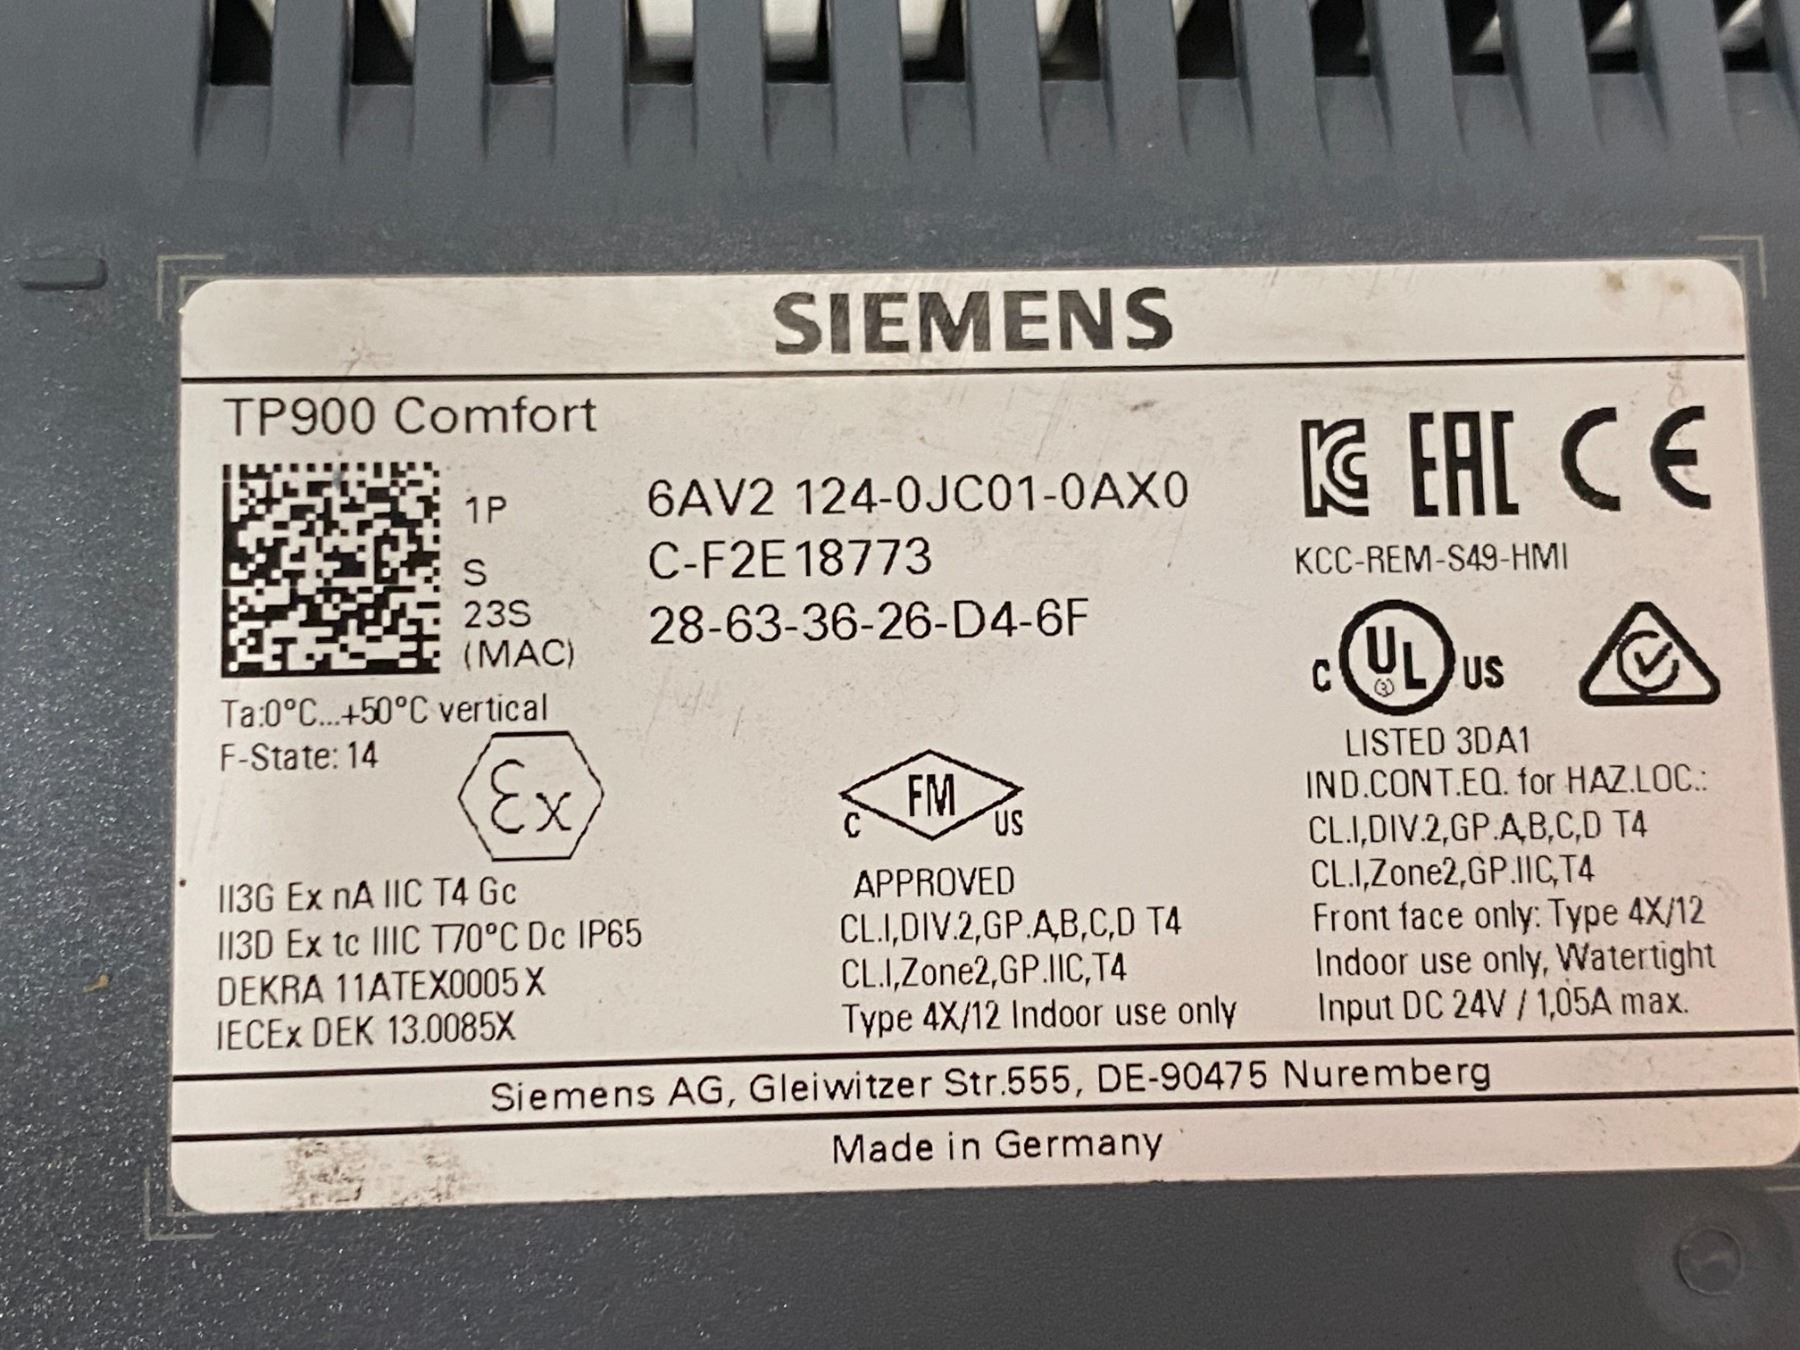 SIEMENS
TP900 Comfort
1P 6AV2 124-0JC01-0AX0
S C-F2E18773
23S 28-63-36-26-D4-6F
(MAC)
Ta:0°C...+50°C vertical
F-State: 14
Ex
II3G Ex nA IIC T4 Gc
II3D Ex tc IIIC T70°C Dc IP65
DEKRA 11ATEX0005 X
IECEx DEK 13.0085X
C FM US
APPROVED
CL.I,DIV.2,GP.A,B,C,D T4
CL.I,Zone2,GP.IIC,T4
Type 4X/12 Indoor use only
KC EAC CE
KCC-REM-S49-HMI
C UL US
LISTED 3DA1
IND.CONT.EQ. for HAZ.LOC.:
CL.I,DIV.2,GP.A,B,C,D T4
CL.I,Zone2,GP.IIC,T4
Front face only: Type 4X/12
Indoor use only, Watertight
Input DC 24V / 1,05A max.
Siemens AG, Gleiwitzer Str.555, DE-90475 Nuremberg
Made in Germany